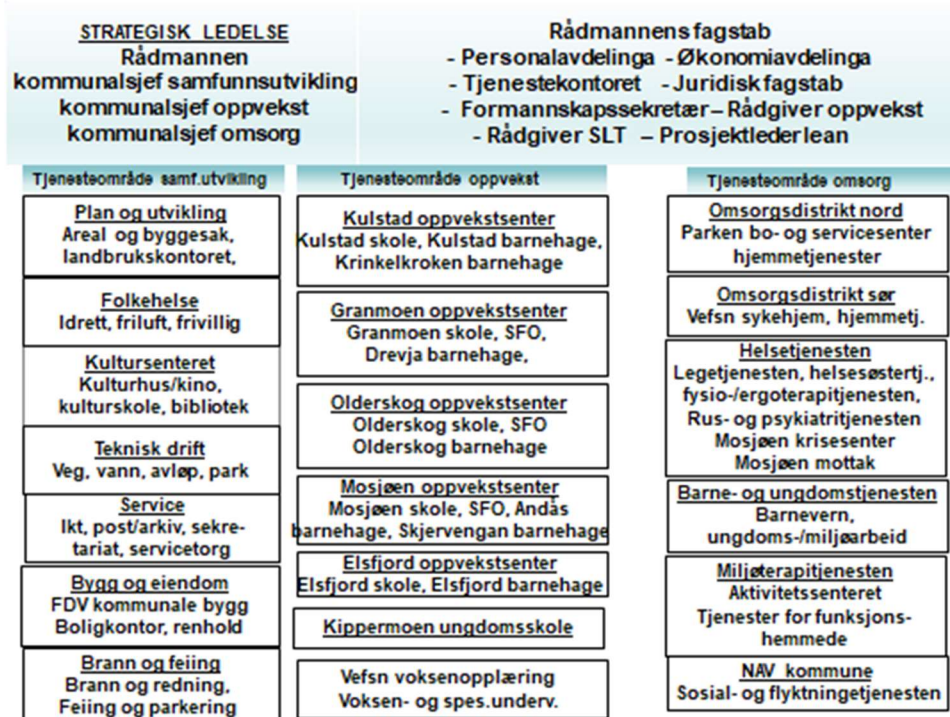 STRATEGISK LEDELSE
Rådmannen
kommunalsjef samfunnsutvikling
kommunalsjef oppvekst
kommunalsjef omsorg
Rådmannens fagstab
- Personalavdelinga - Økonomiavdelinga
- Tjenestekontoret - Juridisk fagstab
- Formannskapssekretær – Rådgiver oppvekst
- Rådgiver SLT – Prosjektleder lean
Tjenesteområde samf.utvikling
Plan og utvikling
Areal og byggesak,
landbrukskontoret,
Folkehelse
Idrett, friluft, frivillig
Kultursenteret
Kulturhus/kino,
kulturskole, bibliotek
Teknisk drift
Veg, vann, avløp, park
Service
Ikt, post/arkiv, sekre-
tariat, servicetorg
Bygg og eiendom
FDV kommunale bygg
Boligkontor, renhold
Brann og feiing
Brann og redning,
Feiing og parkering
Tjenesteområde oppvekst
Kulstad oppvekstsenter
Kulstad skole, Kulstad barnehage,
Krinkelkroken barnehage
Granmoen oppvekstsenter
Granmoen skole, SFO,
Drevja barnehage,
Olderskog oppvekstsenter
Olderskog skole, SFO
Olderskog barnehage
Mosjøen oppvekstsenter
Mosjøen skole, SFO, Andås
barnehage, Skjervengan barnehage
Elsfjord oppvekstsenter
Elsfjord skole, Elsfjord barnehage
Kippermoen ungdomsskole
Vefsn voksenopplæring
Voksen- og spes.underv.
Tjenesteområde omsorg
Omsorgsdistrikt nord
Parken bo- og servicesenter
hjemmetjenester
Omsorgsdistrikt sør
Vefsn sykehjem, hjemmetj.
Helsetjenesten
Legetjenesten, helsesøstertj.,
fysio-/ergoterapitjenesten,
Rus- og psykiatritjenesten
Mosjøen krisesenter
Mosjøen mottak
Barne- og ungdomstjenesten
Barnevern,
ungdoms-/miljøarbeid
Miljøterapitjenesten
Aktivitetssenteret
Tjenester for funksjons-
hemmede
NAV kommune
Sosial- og flyktningetjenesten